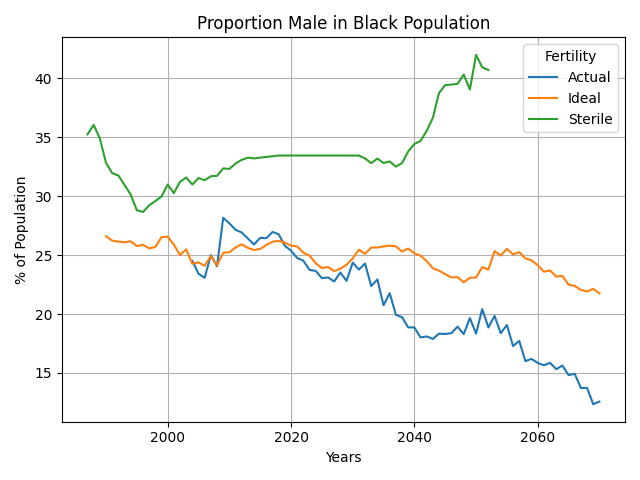 Proportion Male in Black Population
Fertility
Actual
Ideal
Sterile
% of Population
40
35
30
25
20
15
2000
2020
2040
2060
Years